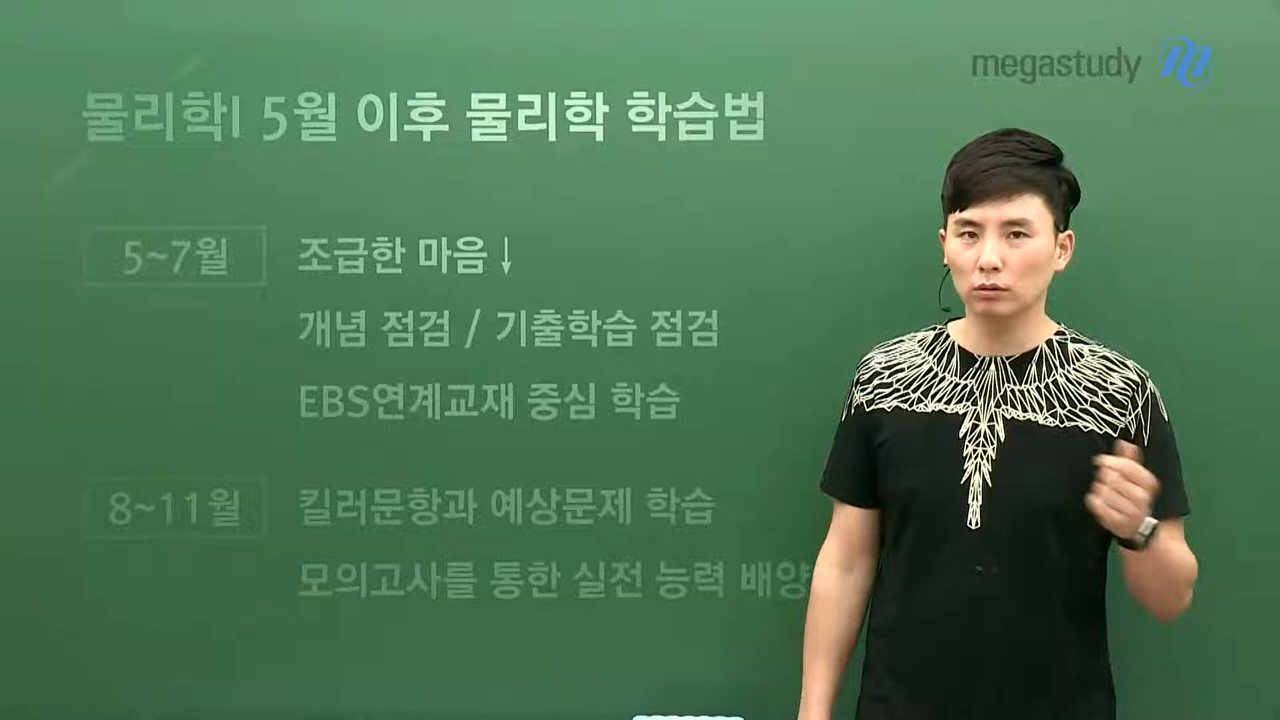 megastudy
물리학I 5월 이후 물리학 학습법
5~7월 조급한 마음↓
개념 점검 / 기출학습 점검
EBS연계교재 중심 학습
8~11월 킬러문항과 예상문제 학습
모의고사를 통한 실전 능력 배양